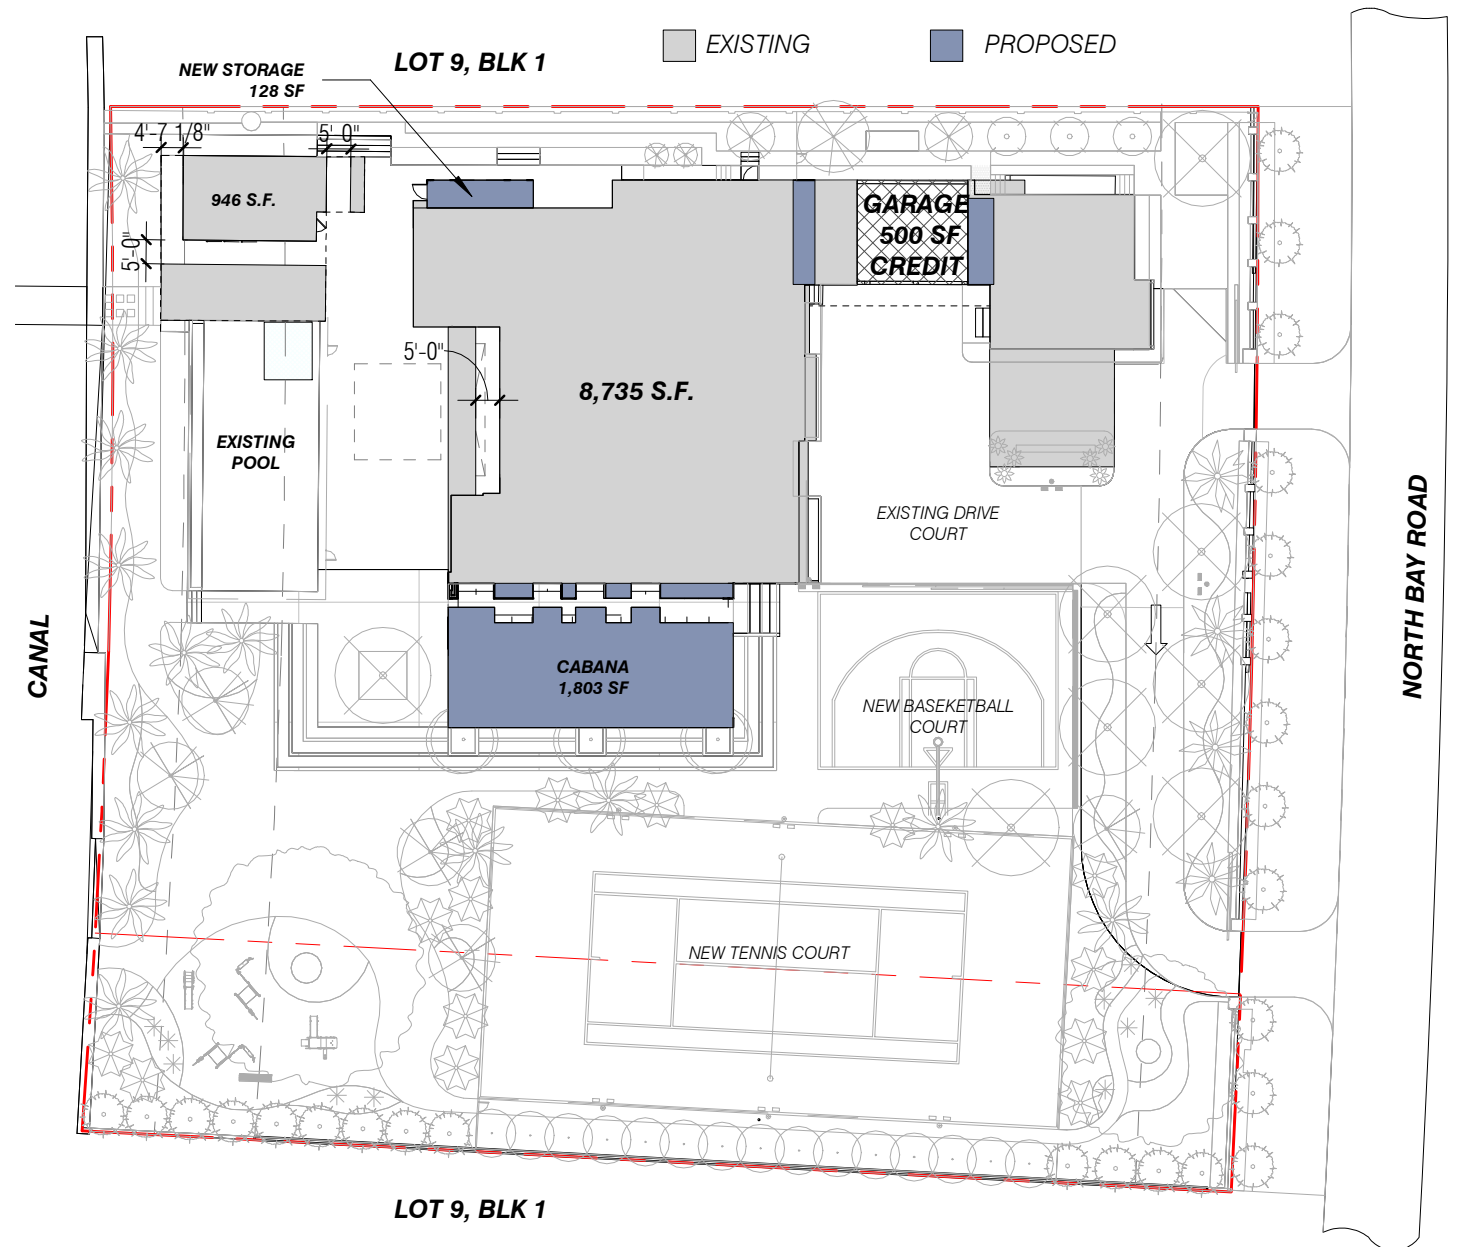 EXISTING
PROPOSED
LOT 9, BLK 1
NEW STORAGE
128 SF
4'-7 1/8"
5'-0"
946 S.F.
GARAGE
500 SF
CREDIT
5'-0"
5'-0"
8,735 S.F.
EXISTING
POOL
EXISTING DRIVE
COURT
NORTH BAY ROAD
CANAL
CABANA
1,803 SF
NEW BASEKETBALL
COURT
NEW TENNIS COURT
LOT 9, BLK 1